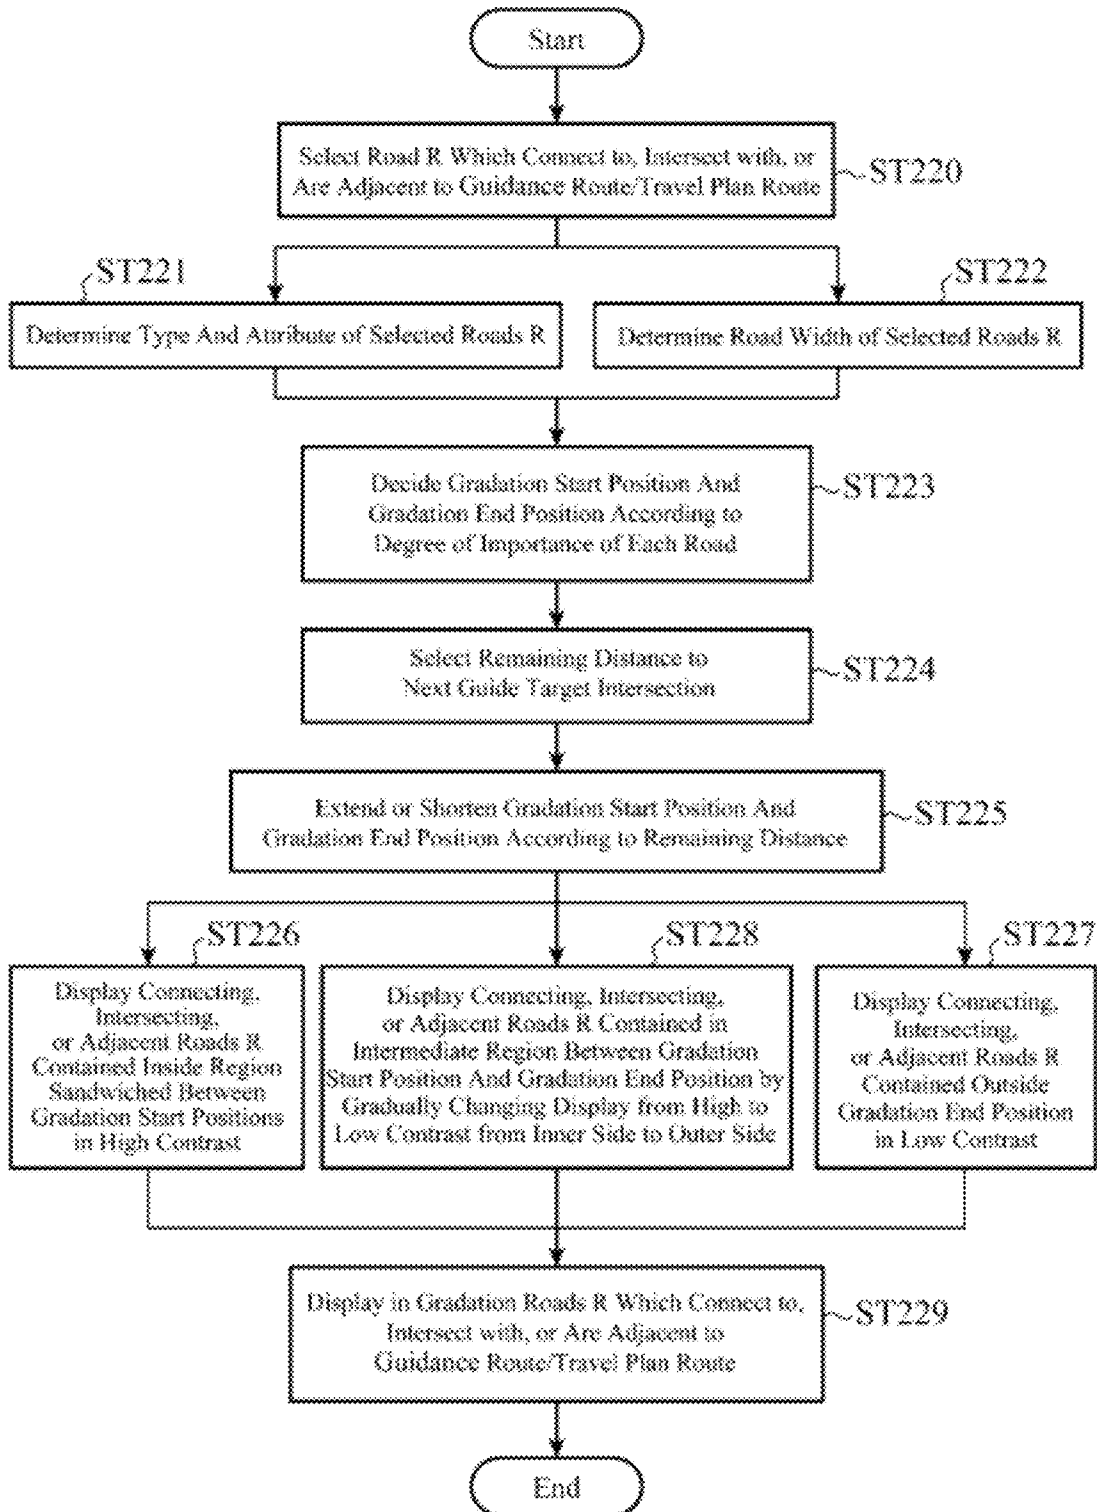 Start
Select Road R Which Connect to, Intersect with, or
Are Adjacent to Guidance Route/Travel Plan Route
ST220
ST221
Determine Type And Attribute of Selected Roads R
ST222
Determine Road Width of Selected Roads R
Decide Gradation Start Position And
Gradation End Position According to
Degree of Importance of Each Road
ST223
Select Remaining Distance to
Next Guide Target Intersection
ST224
Extend or Shorten Gradation Start Position And
Gradation End Position According to Remaining Distance
ST225
ST226
Display Connecting,
Intersecting,
or Adjacent Roads R
Contained Inside Region
Sandwiched Between
Gradation Start Positions
in High Contrast
ST228
Display Connecting, Intersecting,
or Adjacent Roads R Contained in
Intermediate Region Between Gradation
Start Position And Gradation End Position by
Gradually Changing Display from High to
Low Contrast from Inner Side to Outer Side
ST227
Display Connecting,
Intersecting,
or Adjacent Roads R
Contained Outside
Gradation End Position
in Low Contrast
Display in Gradation Roads R Which Connect to,
Intersect with, or Are Adjacent to
Guidance Route/Travel Plan Route
ST229
End